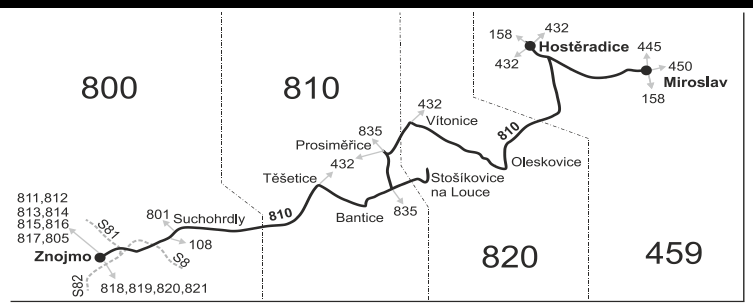 800
810
820
459
158
432
Hostěradice
432
445
450
Miroslav
158
432
Vítonice
810
835
Prosiměřice
432
Oleskovice
Těšetice
Stošíkovice
na Louce
Bantice
835
811,812
813,814
815,816
817,805
Znojmo
S81
801
Suchohrdly
810
108
S8
S82
818,819,820,821